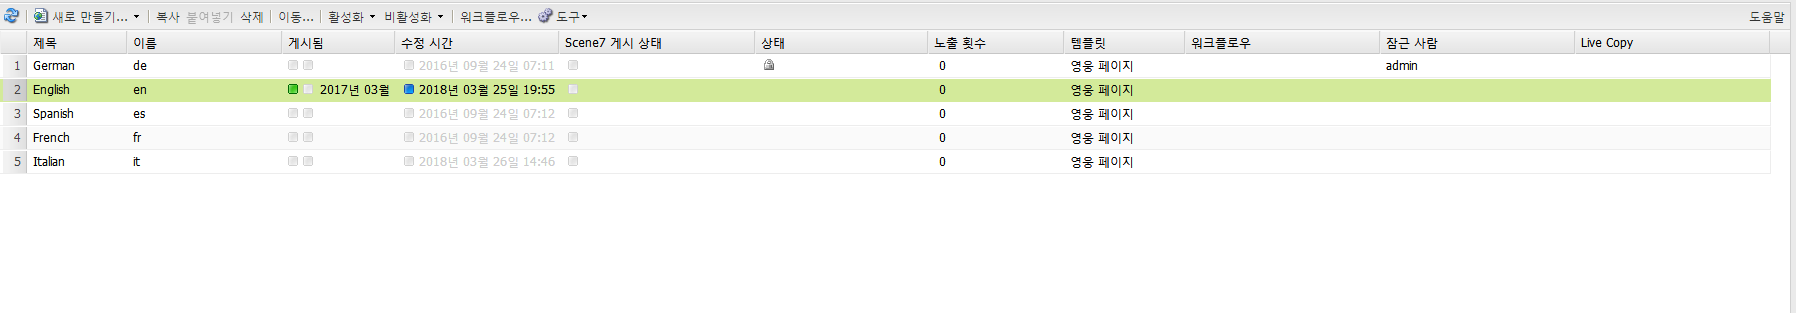 새로 만들기... 복사 붙여넣기 삭제 이동... 활성화 비활성화 워크플로우... 도구 도움말
제목 이름 게시됨 수정 시간 Scene7 게시 상태 상태 노출 횟수 템플릿 워크플로우 잠근 사람 Live Copy
1 German de 2016년 09월 24일 07:11 0 영웅 페이지 admin
2 English en 2017년 03월 2018년 03월 25일 19:55 0 영웅 페이지
3 Spanish es 2016년 09월 24일 07:12 0 영웅 페이지
4 French fr 2016년 09월 24일 07:12 0 영웅 페이지
5 Italian it 2018년 03월 26일 14:46 0 영웅 페이지